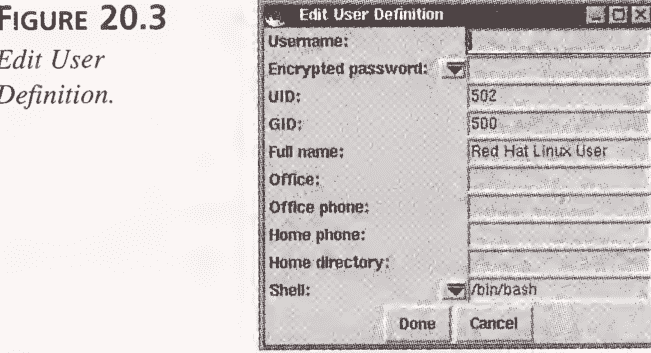 FIGURE 20.3
Edit User
Definition.
Edit User Definition
Username:
Encrypted password:
UID: 502
GID: 500
Full name: Red Hat Linux User
Office:
Office phone:
Home phone:
Home directory:
Shell: /bin/bash
Done Cancel